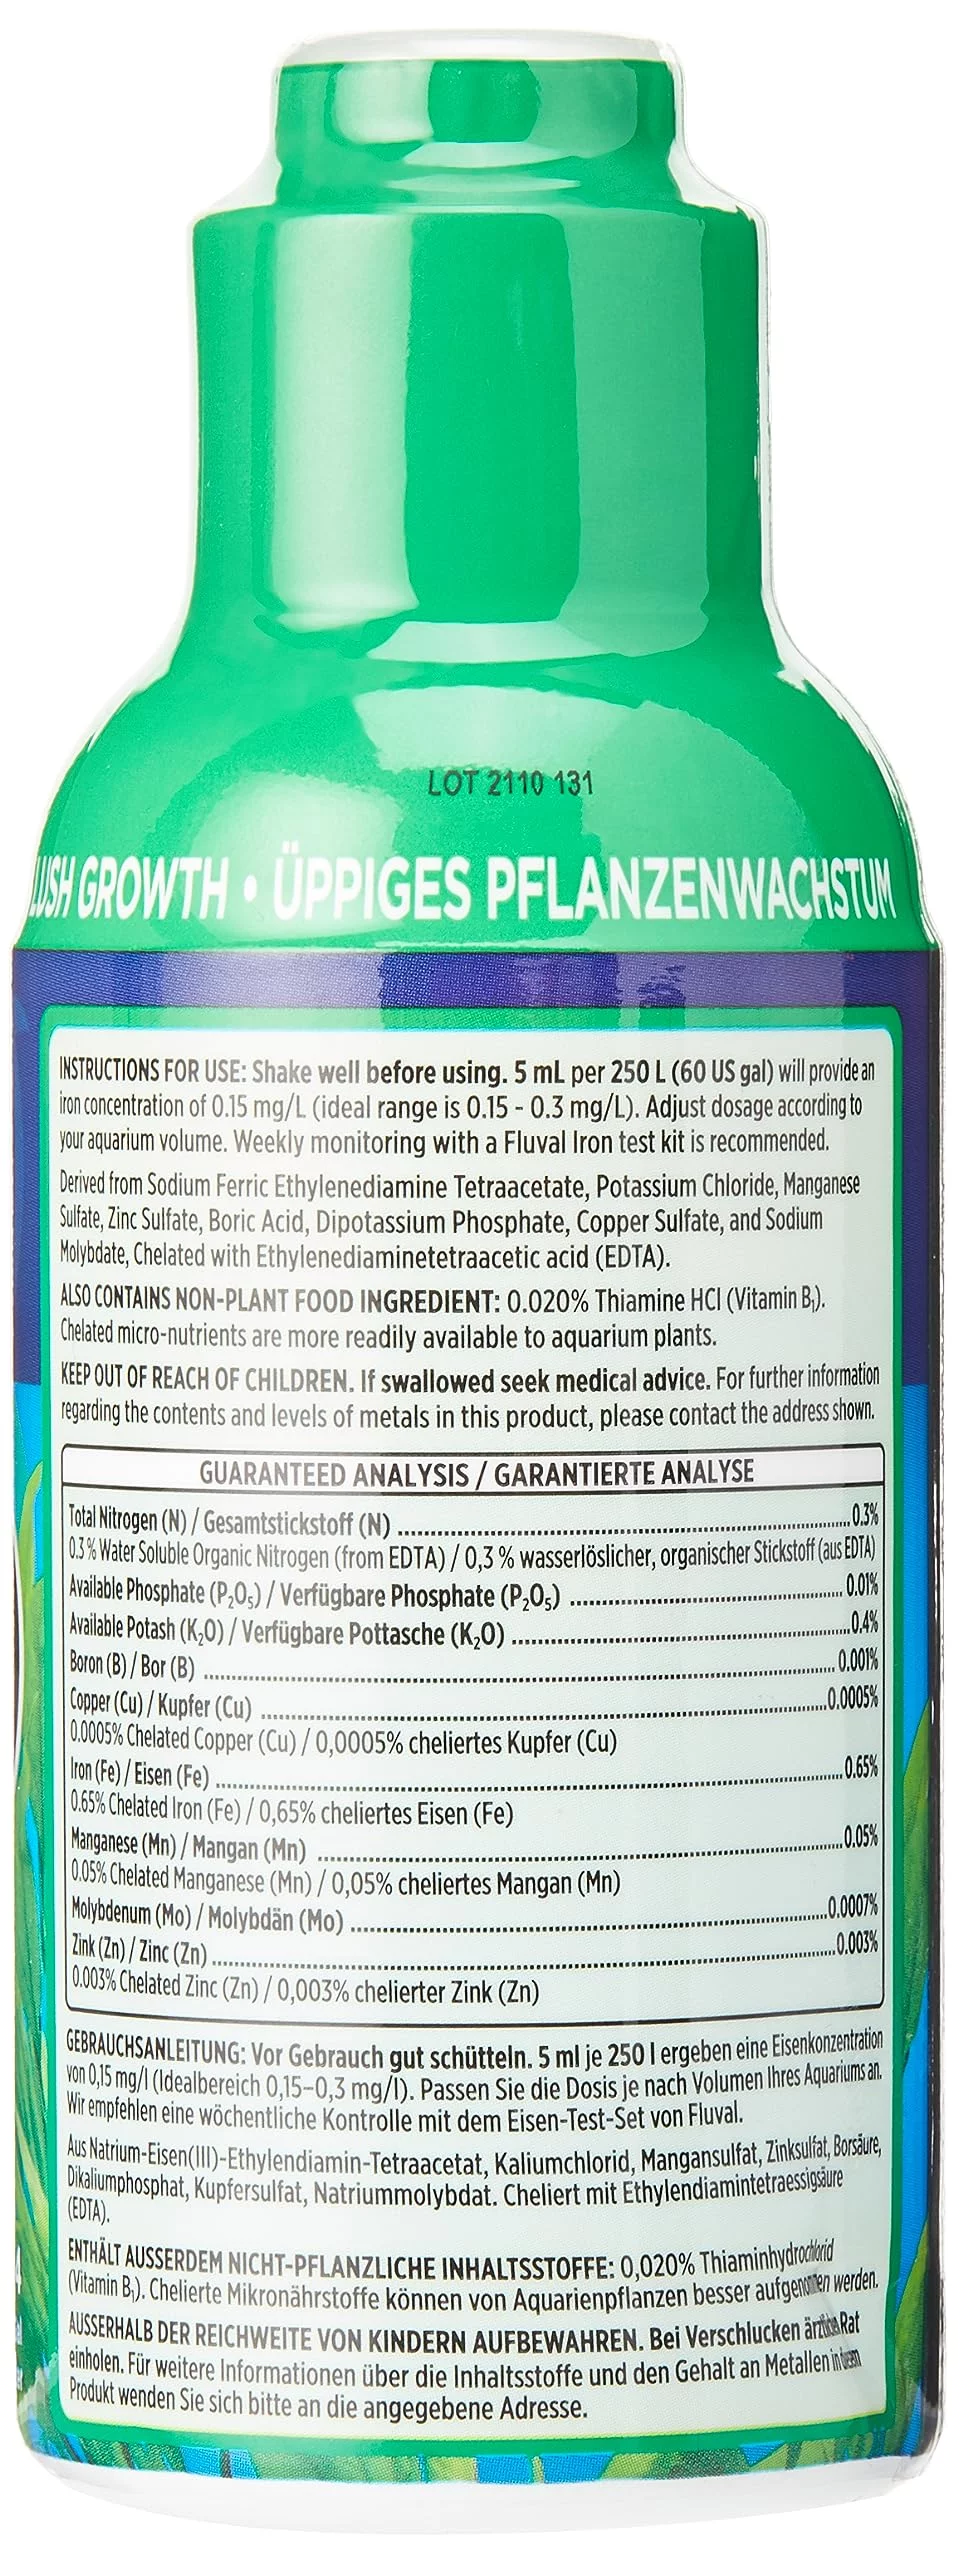 LOT 2110 131
LUSH GROWTH • ÜPPIGES PFLANZENWACHSTUM
INSTRUCTIONS FOR USE: Shake well before using. 5 mL per 250 L (60 US gal) will provide an
iron concentration of 0.15 mg/L (ideal range is 0.15 - 0.3 mg/L). Adjust dosage according to
your aquarium volume. Weekly monitoring with a Fluval Iron test kit is recommended.
Derived from Sodium Ferric Ethylenediamine Tetraacetate, Potassium Chloride, Manganese
Sulfate, Zinc Sulfate, Boric Acid, Dipotassium Phosphate, Copper Sulfate, and Sodium
Molybdate, Chelated with Ethylenediaminetetraacetic acid (EDTA).
ALSO CONTAINS NON-PLANT FOOD INGREDIENT: 0.020% Thiamine HCl (Vitamin B₁).
Chelated micro-nutrients are more readily available to aquarium plants.
KEEP OUT OF REACH OF CHILDREN. If swallowed seek medical advice. For further information
regarding the contents and levels of metals in this product, please contact the address shown.
GUARANTEED ANALYSIS / GARANTIERTE ANALYSE
Total Nitrogen (N) / Gesamtstickstoff (N) ........ 0.3%
0.3 % Water Soluble Organic Nitrogen (from EDTA) / 0,3 % wasserlöslicher, organischer Stickstoff (aus EDTA)
Available Phosphate (P₂O₅) / Verfügbare Phosphate (P₂O₅) ........ 0.01%
Available Potash (K₂O) / Verfügbare Pottasche (K₂O) ........ 0.4%
Boron (B) / Bor (B) ........ 0.001%
Copper (Cu) / Kupfer (Cu) ........ 0.0005%
0.0005% Chelated Copper (Cu) / 0,0005% cheliertes Kupfer (Cu)
Iron (Fe) / Eisen (Fe) ........ 0.65%
0.65% Chelated Iron (Fe) / 0,65% cheliertes Eisen (Fe)
Manganese (Mn) / Mangan (Mn) ........ 0.05%
0.05% Chelated Manganese (Mn) / 0,05% cheliertes Mangan (Mn)
Molybdenum (Mo) / Molybdän (Mo) ........ 0.0007%
Zink (Zn) / Zinc (Zn) ........ 0.003%
0.003% Chelated Zinc (Zn) / 0,003% chelierter Zink (Zn)
GEBRAUCHSANLEITUNG: Vor Gebrauch gut schütteln. 5 ml je 250 l ergeben eine Eisenkonzentration
von 0,15 mg/l (Idealbereich 0,15–0,3 mg/l). Passen Sie die Dosis je nach Volumen Ihres Aquariums an.
Wir empfehlen eine wöchentliche Kontrolle mit dem Eisen-Test-Set von Fluval.
Aus Natrium-Eisen(III)-Ethylendiamin-Tetraacetat, Kaliumchlorid, Mangansulfat, Zinksulfat, Borsäure,
Dikaliumphosphat, Kupfersulfat, Natriummolybdat. Cheliert mit Ethylendiamintetraessigsäure
(EDTA).
ENTHÄLT AUSSERDEM NICHT-PFLANZLICHE INHALTSSTOFFE: 0,020% Thiaminhydrochlorid
(Vitamin B₁). Chelierte Mikronährstoffe können von Aquarienpflanzen besser aufgenommen werden.
AUSSERHALB DER REICHWEITE VON KINDERN AUFBEWAHREN. Bei Verschlucken ärztlichen Rat
einholen. Für weitere Informationen über die Inhaltsstoffe und den Gehalt an Metallen in diesem
Produkt wenden Sie sich bitte an die angegebene Adresse.